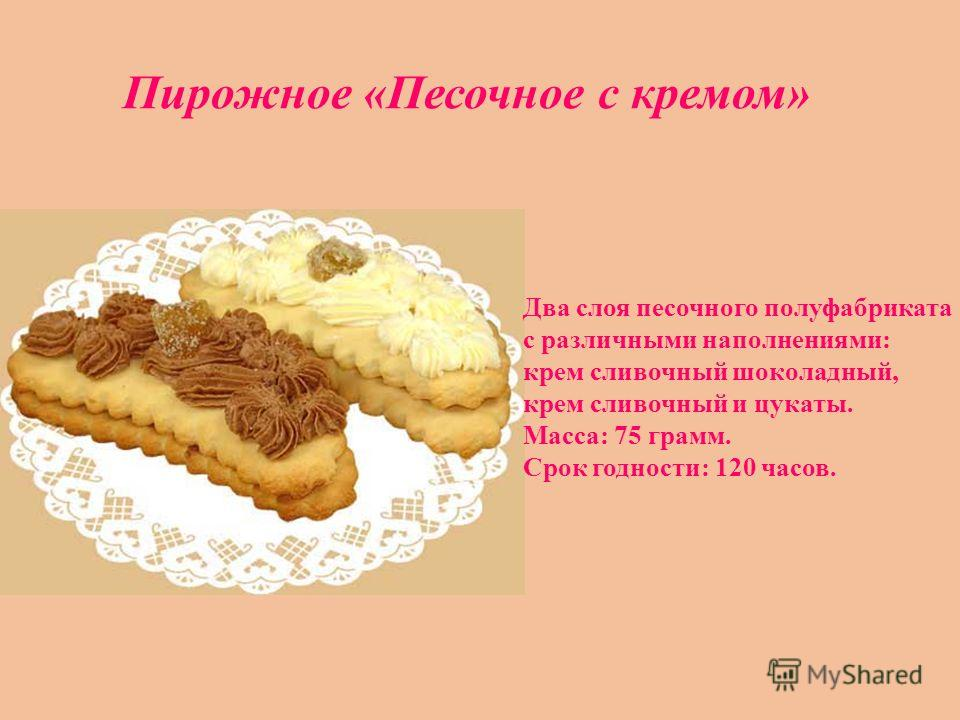 Пирожное «Песочное с кремом»
Два слоя песочного полуфабриката
с различными наполнениями:
крем сливочный шоколадный,
крем сливочный и цукаты.
Масса: 75 грамм.
Срок годности: 120 часов.
MyShared